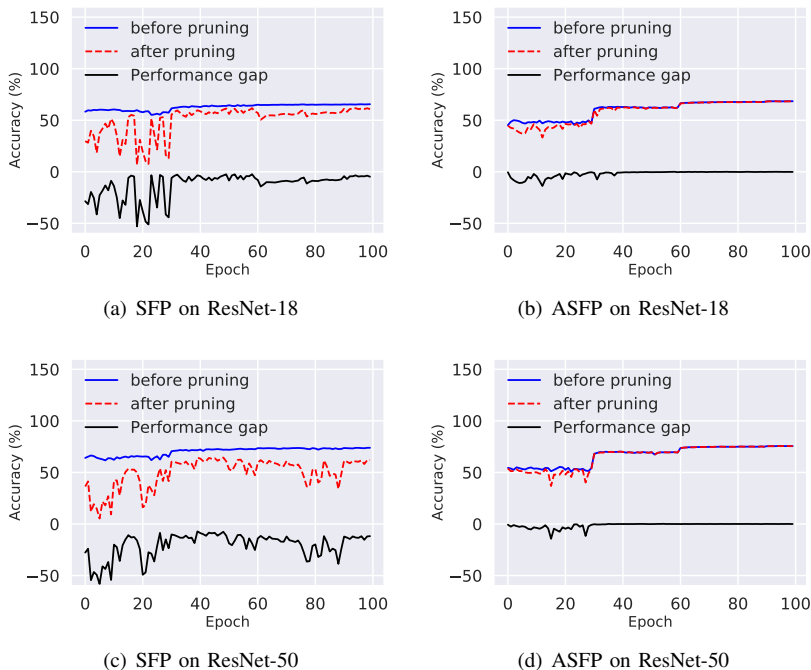 150
100
50
0
−50
Accuracy (%)
before pruning
after pruning
Performance gap
0 20 40 60 80 100
Epoch
(a) SFP on ResNet-18
150
100
50
0
−50
Accuracy (%)
before pruning
after pruning
Performance gap
0 20 40 60 80 100
Epoch
(b) ASFP on ResNet-18
150
100
50
0
−50
Accuracy (%)
before pruning
after pruning
Performance gap
0 20 40 60 80 100
Epoch
(c) SFP on ResNet-50
150
100
50
0
−50
Accuracy (%)
before pruning
after pruning
Performance gap
0 20 40 60 80 100
Epoch
(d) ASFP on ResNet-50